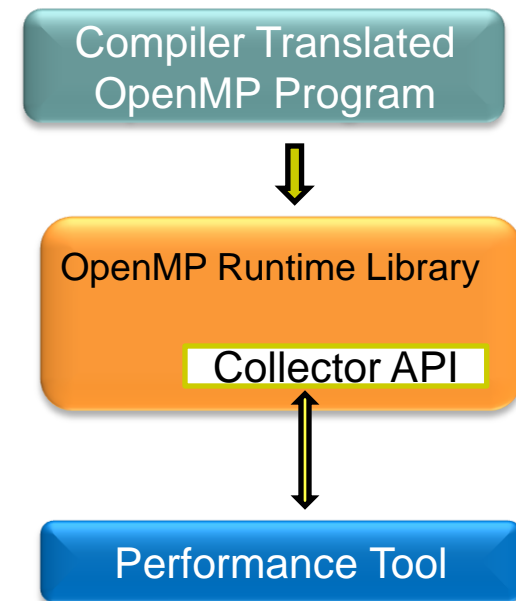 Compiler Translated
OpenMP Program
OpenMP Runtime Library
Collector API
Performance Tool